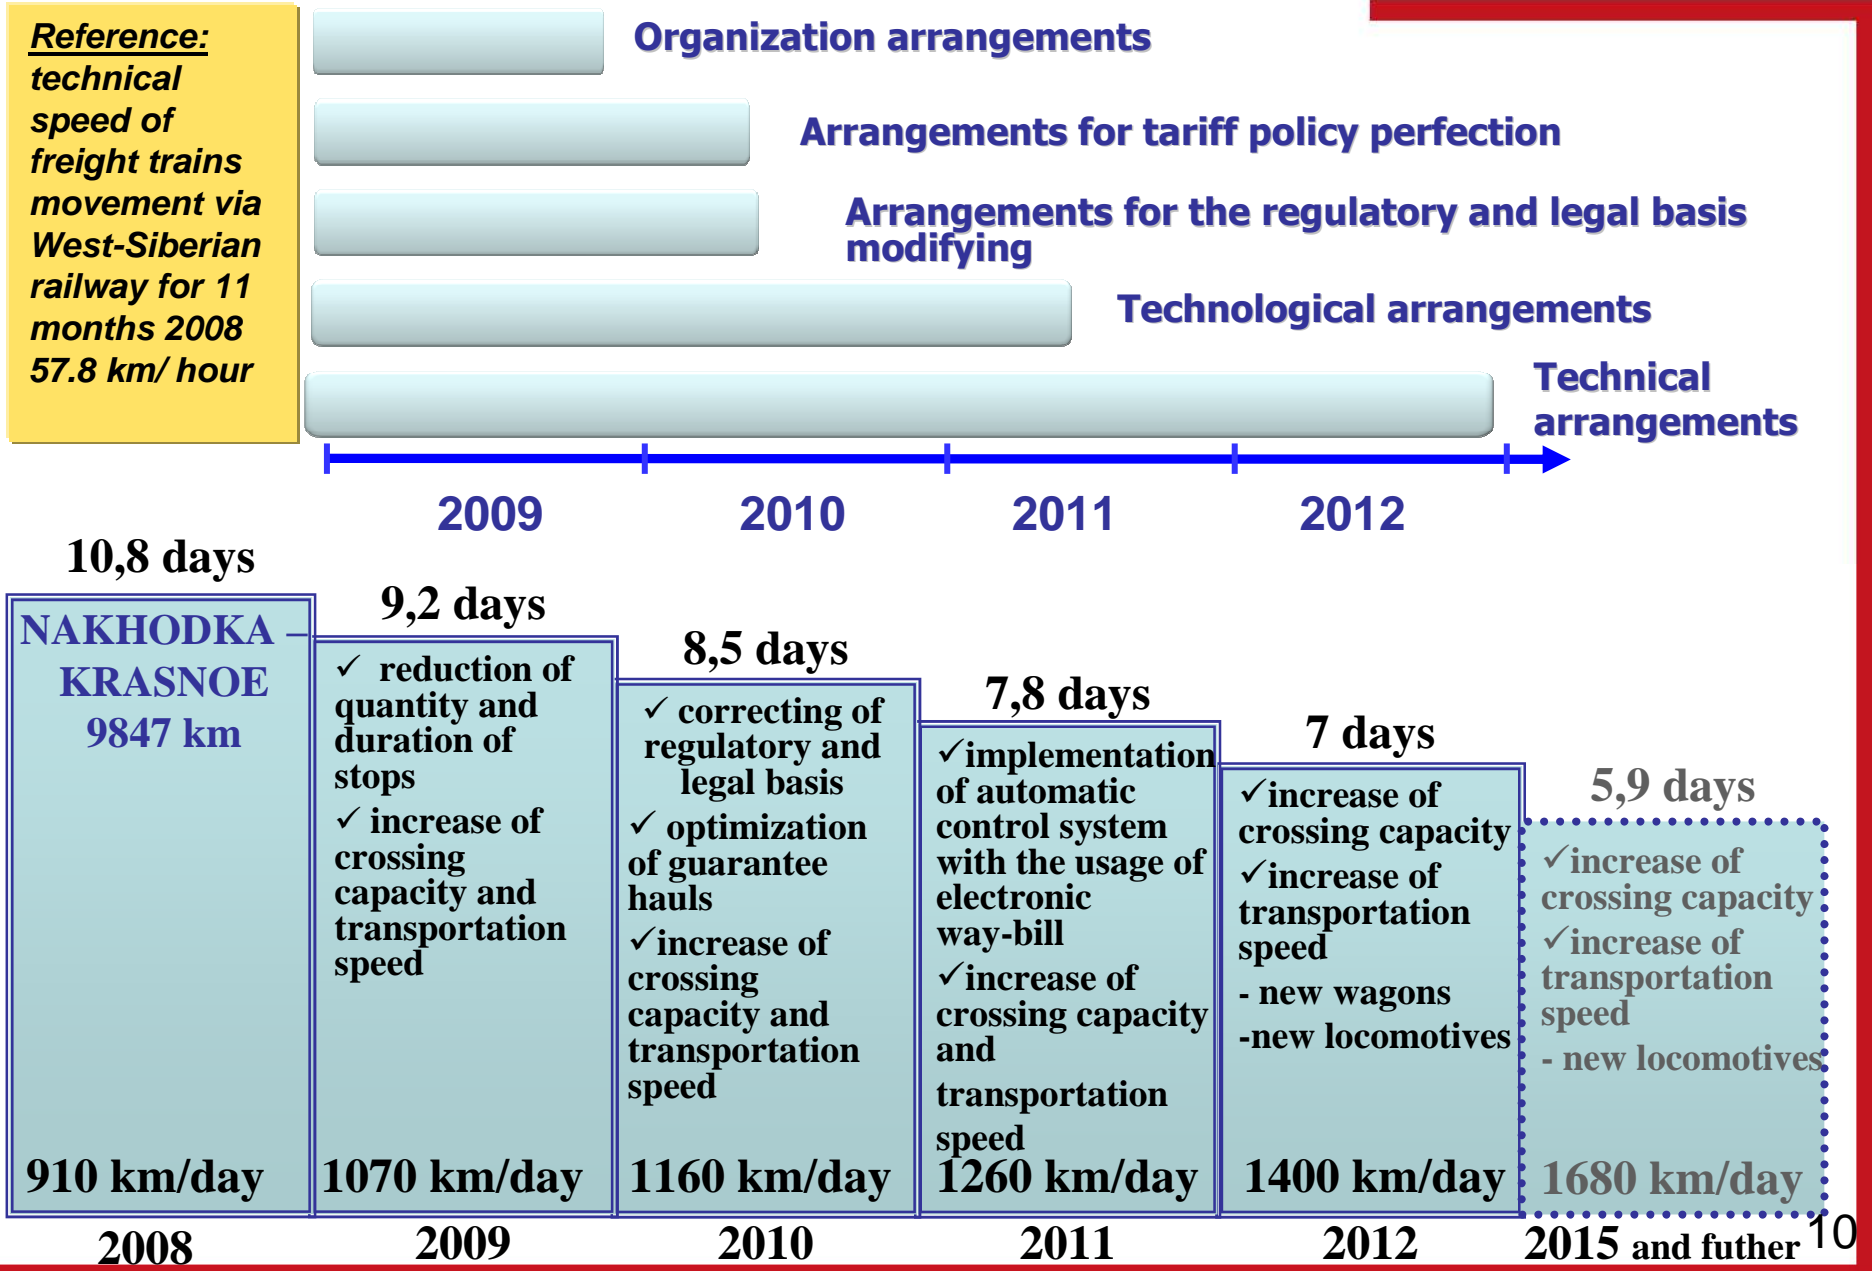 Reference:
technical
speed of
freight trains
movement via
West-Siberian
railway for 11
months 2008
57.8 km/ hour
Organization arrangements
Arrangements for tariff policy perfection
Arrangements for the regulatory and legal basis
modifying
Technological arrangements
Technical
arrangements
2009
2010
2011
2012
10,8 days
NAKHODKA –
KRASNOE
9847 km
910 km/day
2008
9,2 days
✓ reduction of
quantity and
duration of
stops
✓ increase of
crossing
capacity and
transportation
speed
1070 km/day
2009
8,5 days
✓ correcting of
regulatory and
legal basis
✓ optimization
of guarantee
hauls
✓increase of
crossing
capacity and
transportation
speed
1160 km/day
2010
7,8 days
✓implementation
of automatic
control system
with the usage of
electronic
way-bill
✓increase of
crossing capacity
and
transportation
speed
1260 km/day
2011
7 days
✓increase of
crossing capacity
✓increase of
transportation
speed
- new wagons
-new locomotives
1400 km/day
2012
5,9 days
✓increase of
crossing capacity
✓increase of
transportation
speed
- new locomotives
1680 km/day
2015 and futher
10